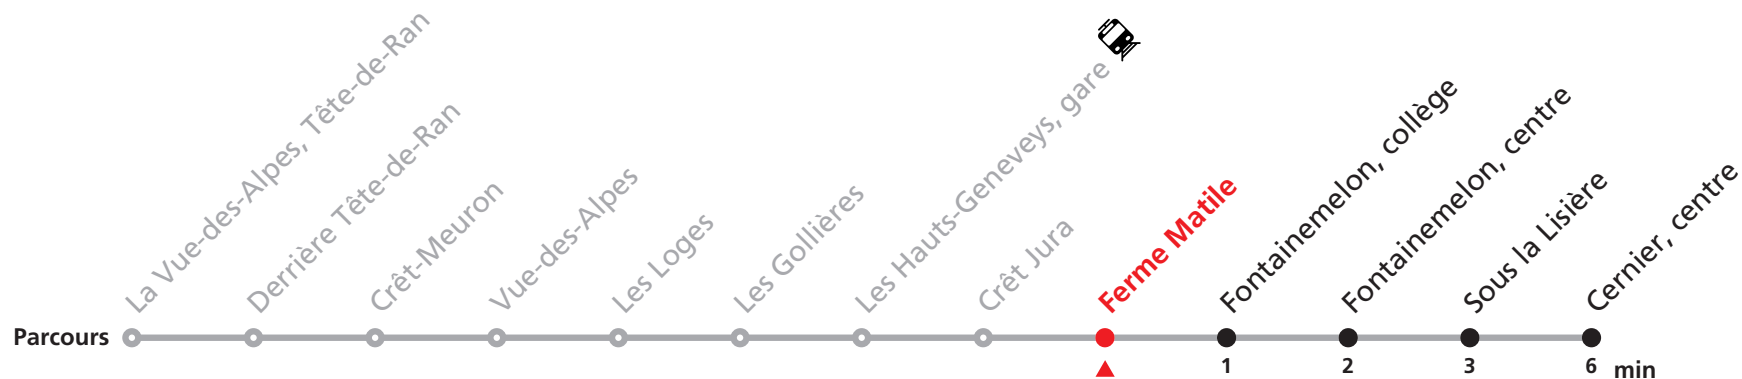 La Vue-des-Alpes, Tête-de-Ran
Derrière Tête-de-Ran
Crêt-Meuron
Vue-des-Alpes
Les Loges
Les Gollières
Les Hauts-Geneveys, gare
Crêt Jura
Ferme Matile
Fontainemelon, collège
Fontainemelon, centre
Sous la Lisière
Cernier, centre
Parcours
1 2 3 6 min